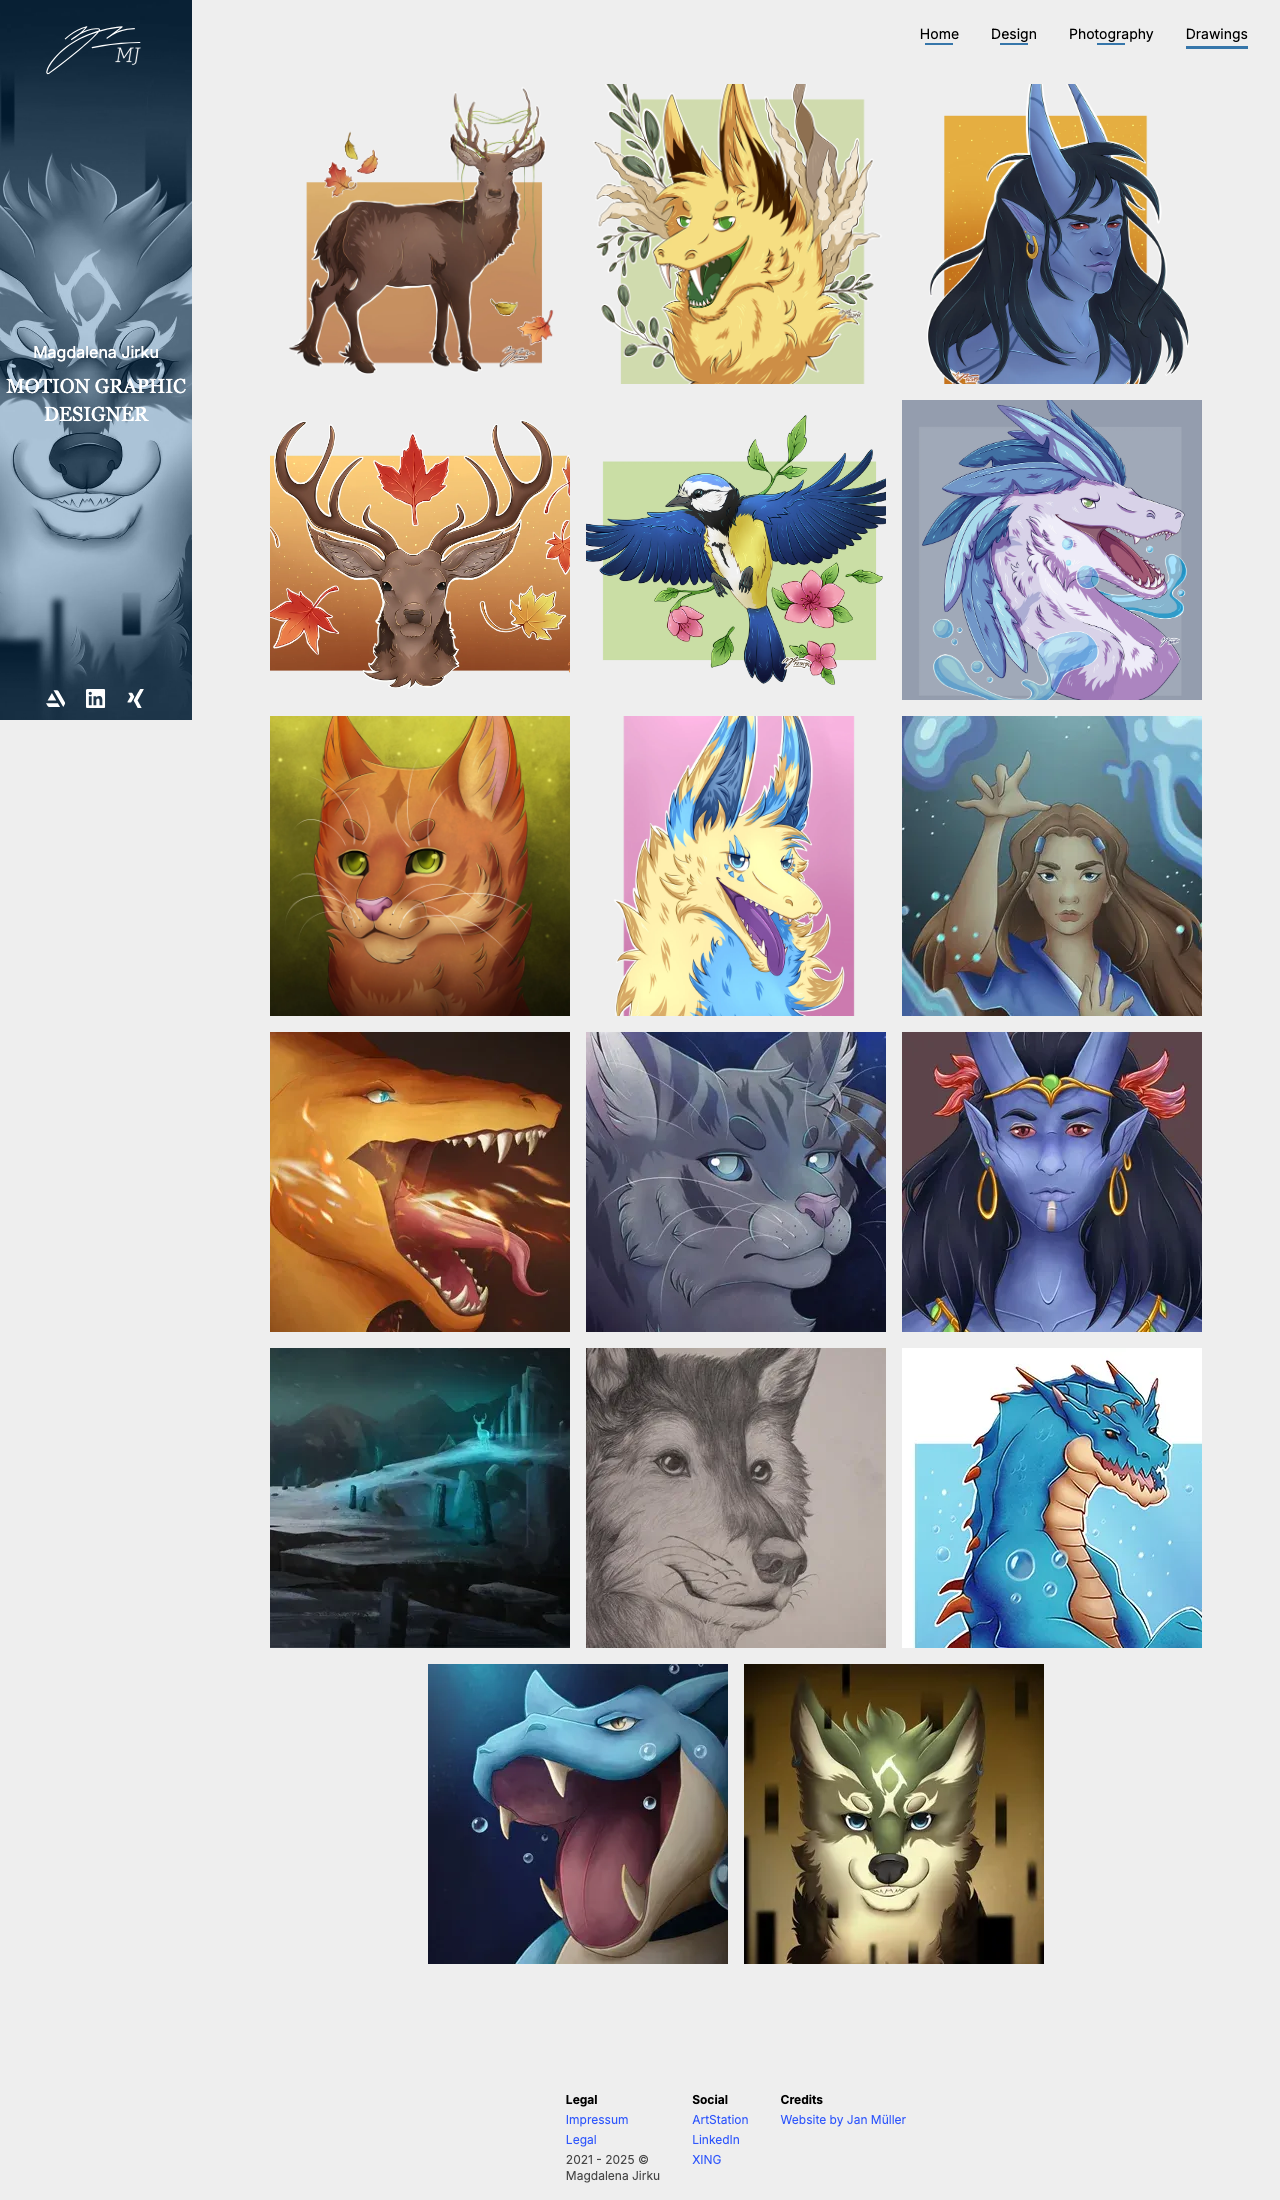 MJ
Home
Design
Photography
Drawings
Magdalena Jirku
MOTION GRAPHIC
DESIGNER
Legal
Impressum
Legal
2021 - 2025 ©
Magdalena Jirku
Social
ArtStation
LinkedIn
XING
Credits
Website by Jan Müller